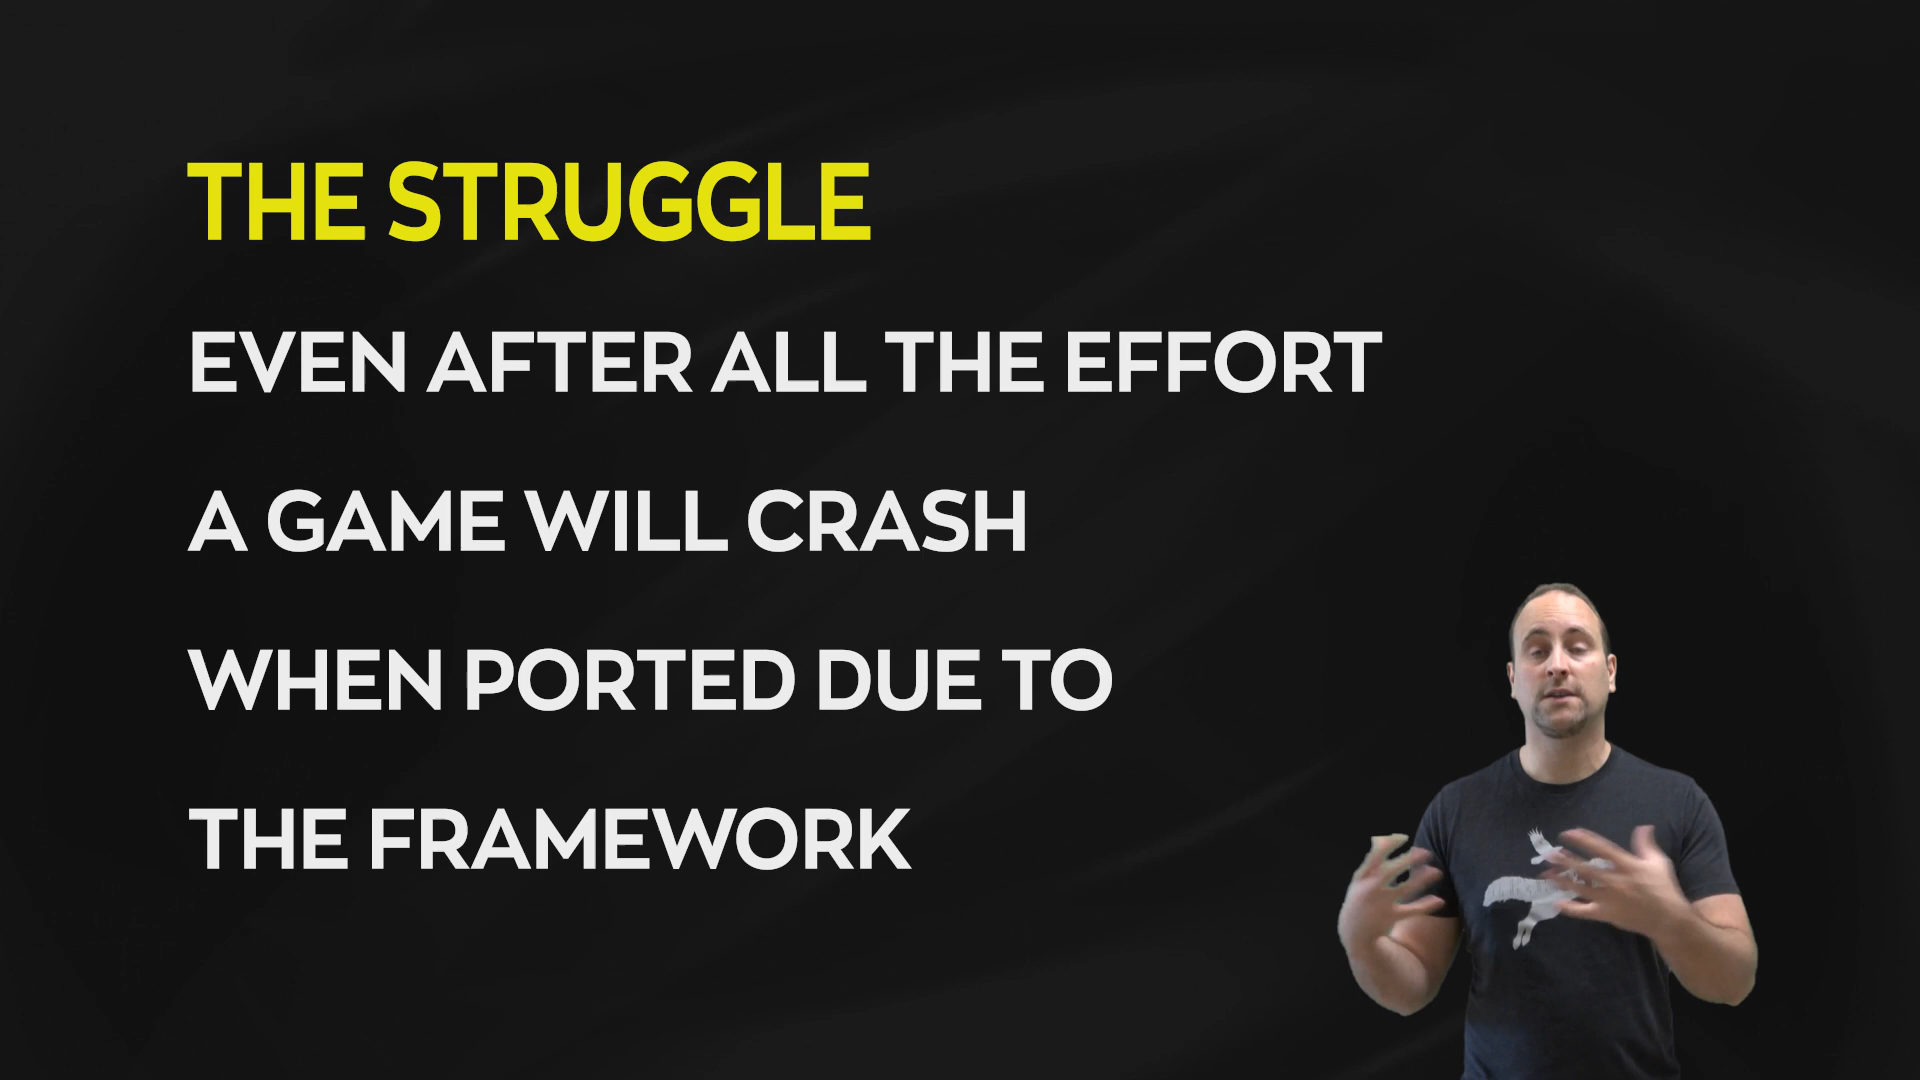 THE STRUGGLE
EVEN AFTER ALL THE EFFORT
A GAME WILL CRASH
WHEN PORTED DUE TO
THE FRAMEWORK